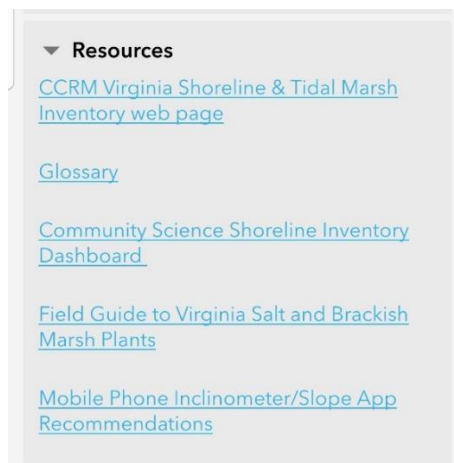 Resources
CCRM Virginia Shoreline & Tidal Marsh
Inventory web page
Glossary
Community Science Shoreline Inventory
Dashboard
Field Guide to Virginia Salt and Brackish
Marsh Plants
Mobile Phone Inclinometer/Slope App
Recommendations